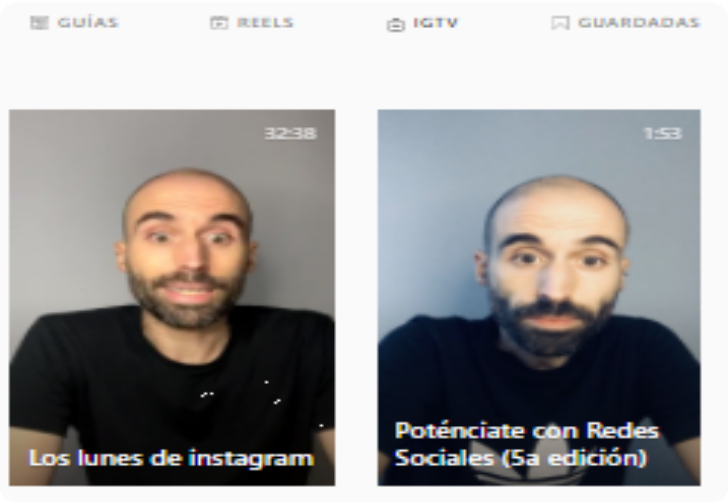 GUÍAS
REELS
IGTV
GUARDADAS
32:38
1:53
Los lunes de instagram
Poténciate con Redes
Sociales (5a edición)